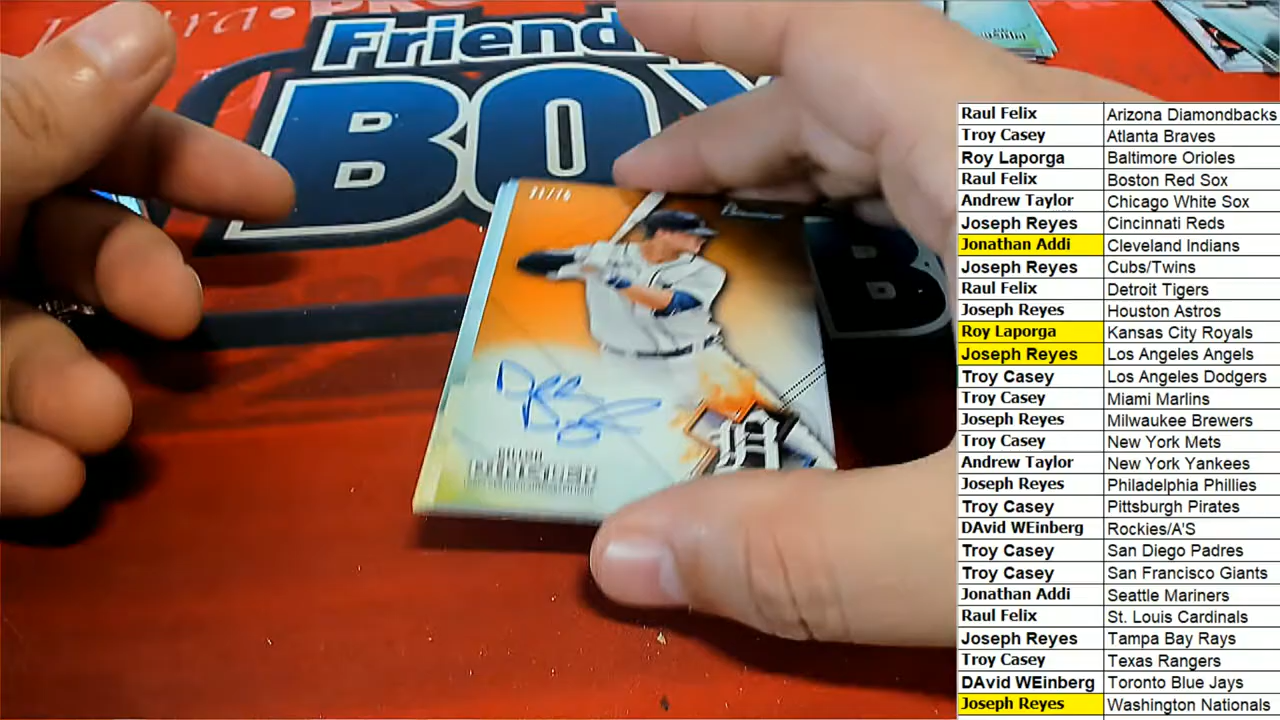 Friendly
BOX
Raul Felix Arizona Diamondbacks
Troy Casey Atlanta Braves
Roy Laporga Baltimore Orioles
Raul Felix Boston Red Sox
Andrew Taylor Chicago White Sox
Joseph Reyes Cincinnati Reds
Jonathan Addi Cleveland Indians
Joseph Reyes Cubs/Twins
Raul Felix Detroit Tigers
Joseph Reyes Houston Astros
Roy Laporga Kansas City Royals
Joseph Reyes Los Angeles Angels
Troy Casey Los Angeles Dodgers
Troy Casey Miami Marlins
Joseph Reyes Milwaukee Brewers
Troy Casey New York Mets
Andrew Taylor New York Yankees
Joseph Reyes Philadelphia Phillies
Troy Casey Pittsburgh Pirates
DAvid WEinberg Rockies/A'S
Troy Casey San Diego Padres
Troy Casey San Francisco Giants
Jonathan Addi Seattle Mariners
Raul Felix St. Louis Cardinals
Joseph Reyes Tampa Bay Rays
Troy Casey Texas Rangers
DAvid WEinberg Toronto Blue Jays
Joseph Reyes Washington Nationals